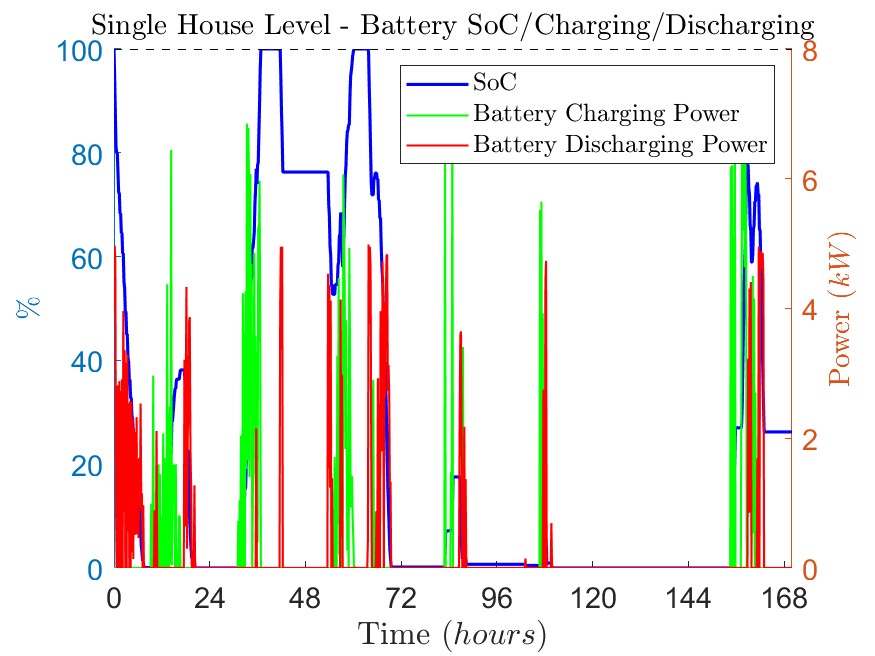 Single House Level - Battery SoC/Charging/Discharging
100
80
60
40
20
0
%
8
6
4
2
0
Power (kW)
SoC
Battery Charging Power
Battery Discharging Power
0 24 48 72 96 120 144 168
Time (hours)